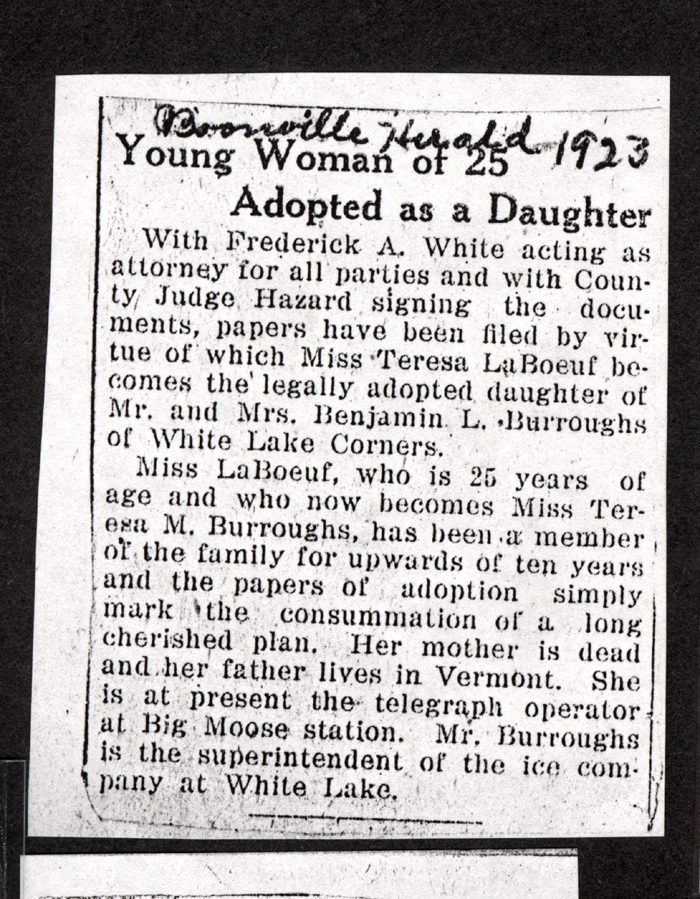 Boonville Herald 1923
Young Woman of 25
Adopted as a Daughter
With Frederick A. White acting as
attorney for all parties and with Coun-
ty Judge Hazard signing the docu-
ments, papers have been filed by vir-
tue of which Miss Teresa LaBoeuf be-
comes the legally adopted daughter of
Mr. and Mrs. Benjamin L. Burroughs
of White Lake Corners.
Miss LaBoeuf, who is 25 years of
age and who now becomes Miss Ter-
esa M. Burroughs, has been a member
of the family for upwards of ten years
and the papers of adoption simply
mark the consummation of a long
cherished plan. Her mother is dead
and her father lives in Vermont. She
is at present the telegraph operator
at Big Moose station. Mr. Burroughs
is the superintendent of the ice com-
pany at White Lake.